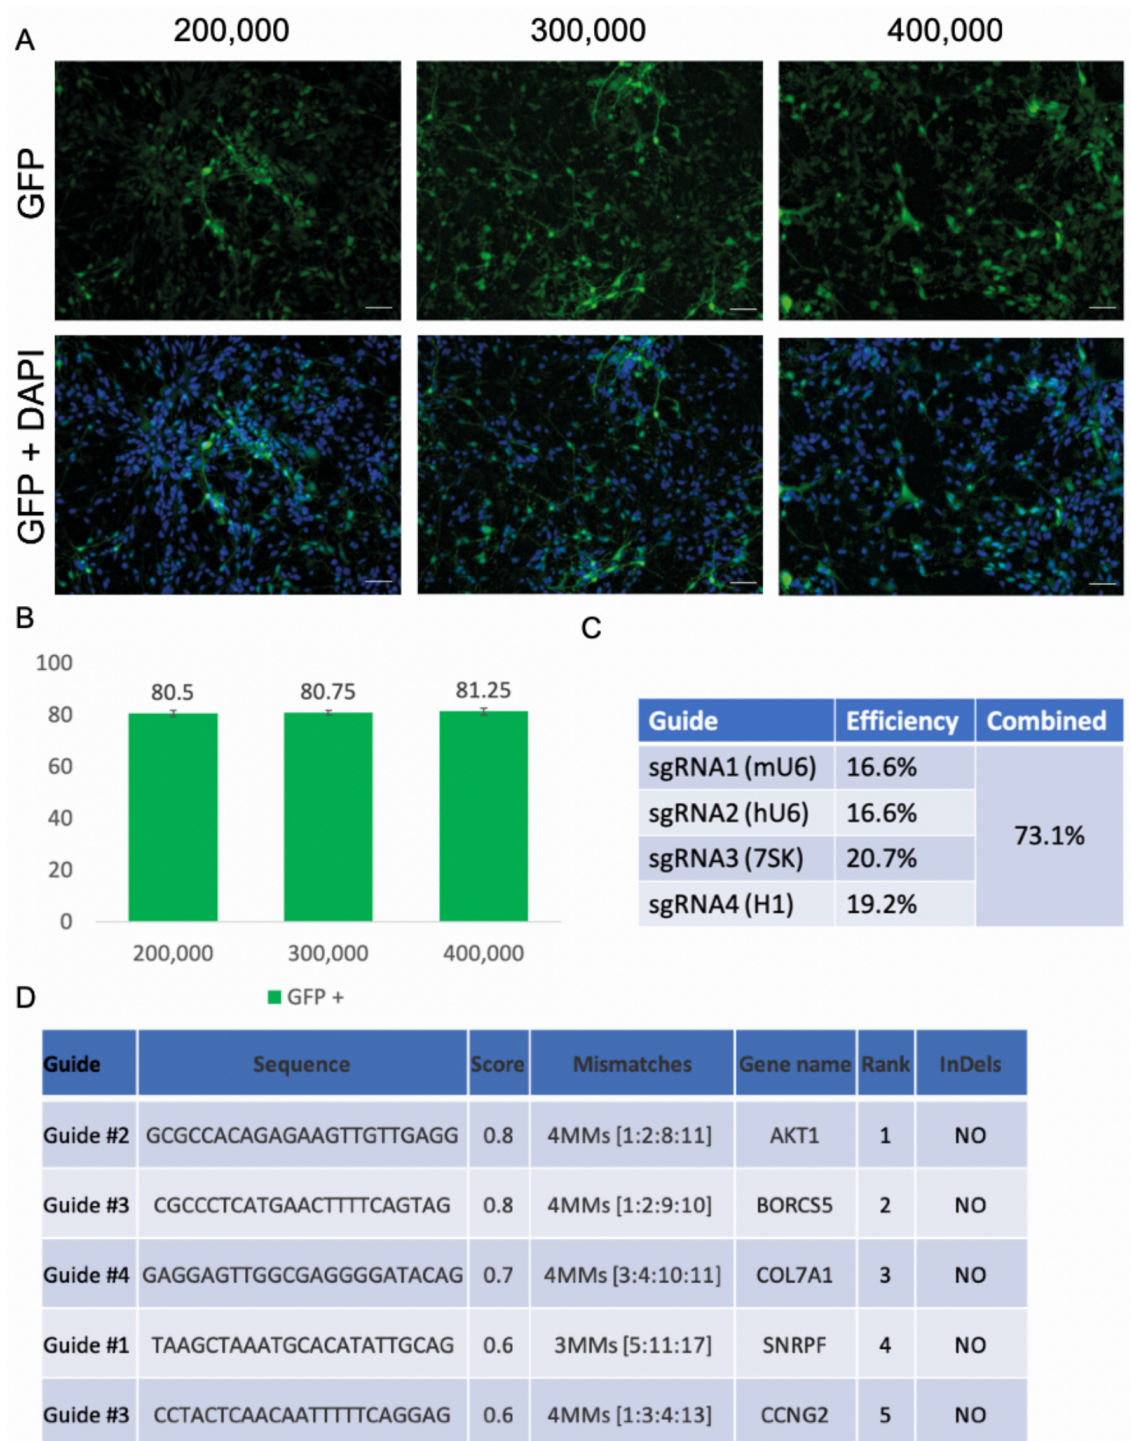 A
200,000 300,000 400,000
GFP
GFP + DAPI
B
100
80
60
40
20
0
80.5 80.75 81.25
200,000 300,000 400,000
GFP +
C
Guide Efficiency Combined
sgRNA1 (mU6) 16.6%
sgRNA2 (hU6) 16.6%
73.1%
sgRNA3 (7SK) 20.7%
sgRNA4 (H1) 19.2%
D
Guide Sequence Score Mismatches Gene name Rank InDels
Guide #2 GCGCCACAGAGAAGTTGTTGAGG 0.8 4MMs [1:2:8:11] AKT1 1 NO
Guide #3 CGCCCTCATGAACTTTTCAGTAG 0.8 4MMs [1:2:9:10] BORCS5 2 NO
Guide #4 GAGGAGTTGGCGAGGGGATACAG 0.7 4MMs [3:4:10:11] COL7A1 3 NO
Guide #1 TAAGCTAAATGCACATATTGCAG 0.6 3MMs [5:11:17] SNRPF 4 NO
Guide #3 CCTACTCAACAATTTTTCAGGAG 0.6 4MMs [1:3:4:13] CCNG2 5 NO